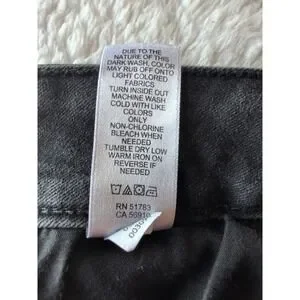 DUE TO THE
NATURE OF THIS
DARK WASH, COLOR
MAY RUB OFF ONTO
LIGHT COLORED
FABRICS
TURN INSIDE OUT
MACHINE WASH
COLD WITH LIKE
COLORS
ONLY
NON-CHLORINE
BLEACH WHEN
NEEDED
TUMBLE DRY LOW
WARM IRON ON
REVERSE IF
NEEDED
RN 51783
CA 56910